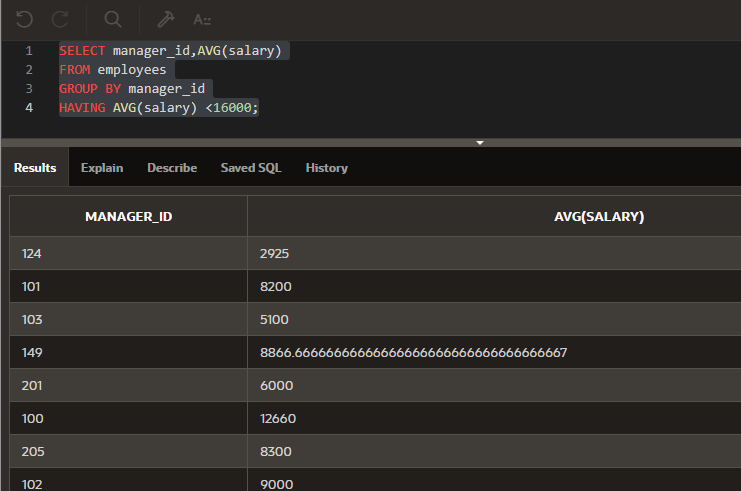 A::
1 SELECT manager_id,AVG(salary)
2 FROM employees
3 GROUP BY manager_id
4 HAVING AVG(salary) <16000;
Results Explain Describe Saved SQL History
MANAGER_ID AVG(SALARY)
124 2925
101 8200
103 5100
149 8866.66666666666666666666666666666667
201 6000
100 12660
205 8300
102 9000